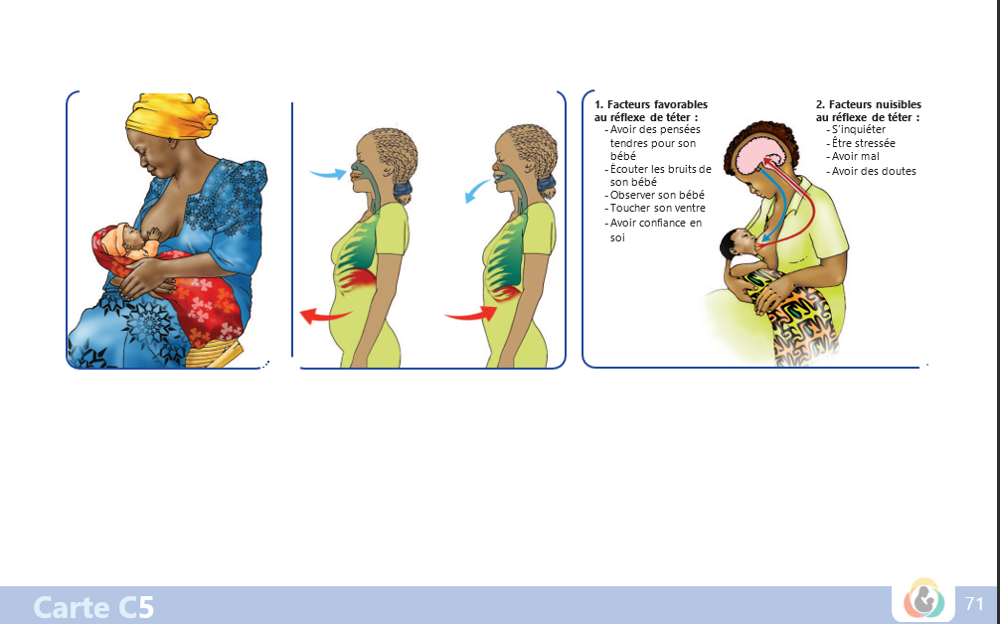 1. Facteurs favorables
au réflexe de téter :
- Avoir des pensées
tendres pour son
bébé
- Écouter les bruits de
son bébé
- Observer son bébé
- Toucher son ventre
- Avoir confiance en
soi
2. Facteurs nuisibles
au réflexe de téter :
- S'inquiéter
- Être stressée
- Avoir mal
- Avoir des doutes
Carte C5
71